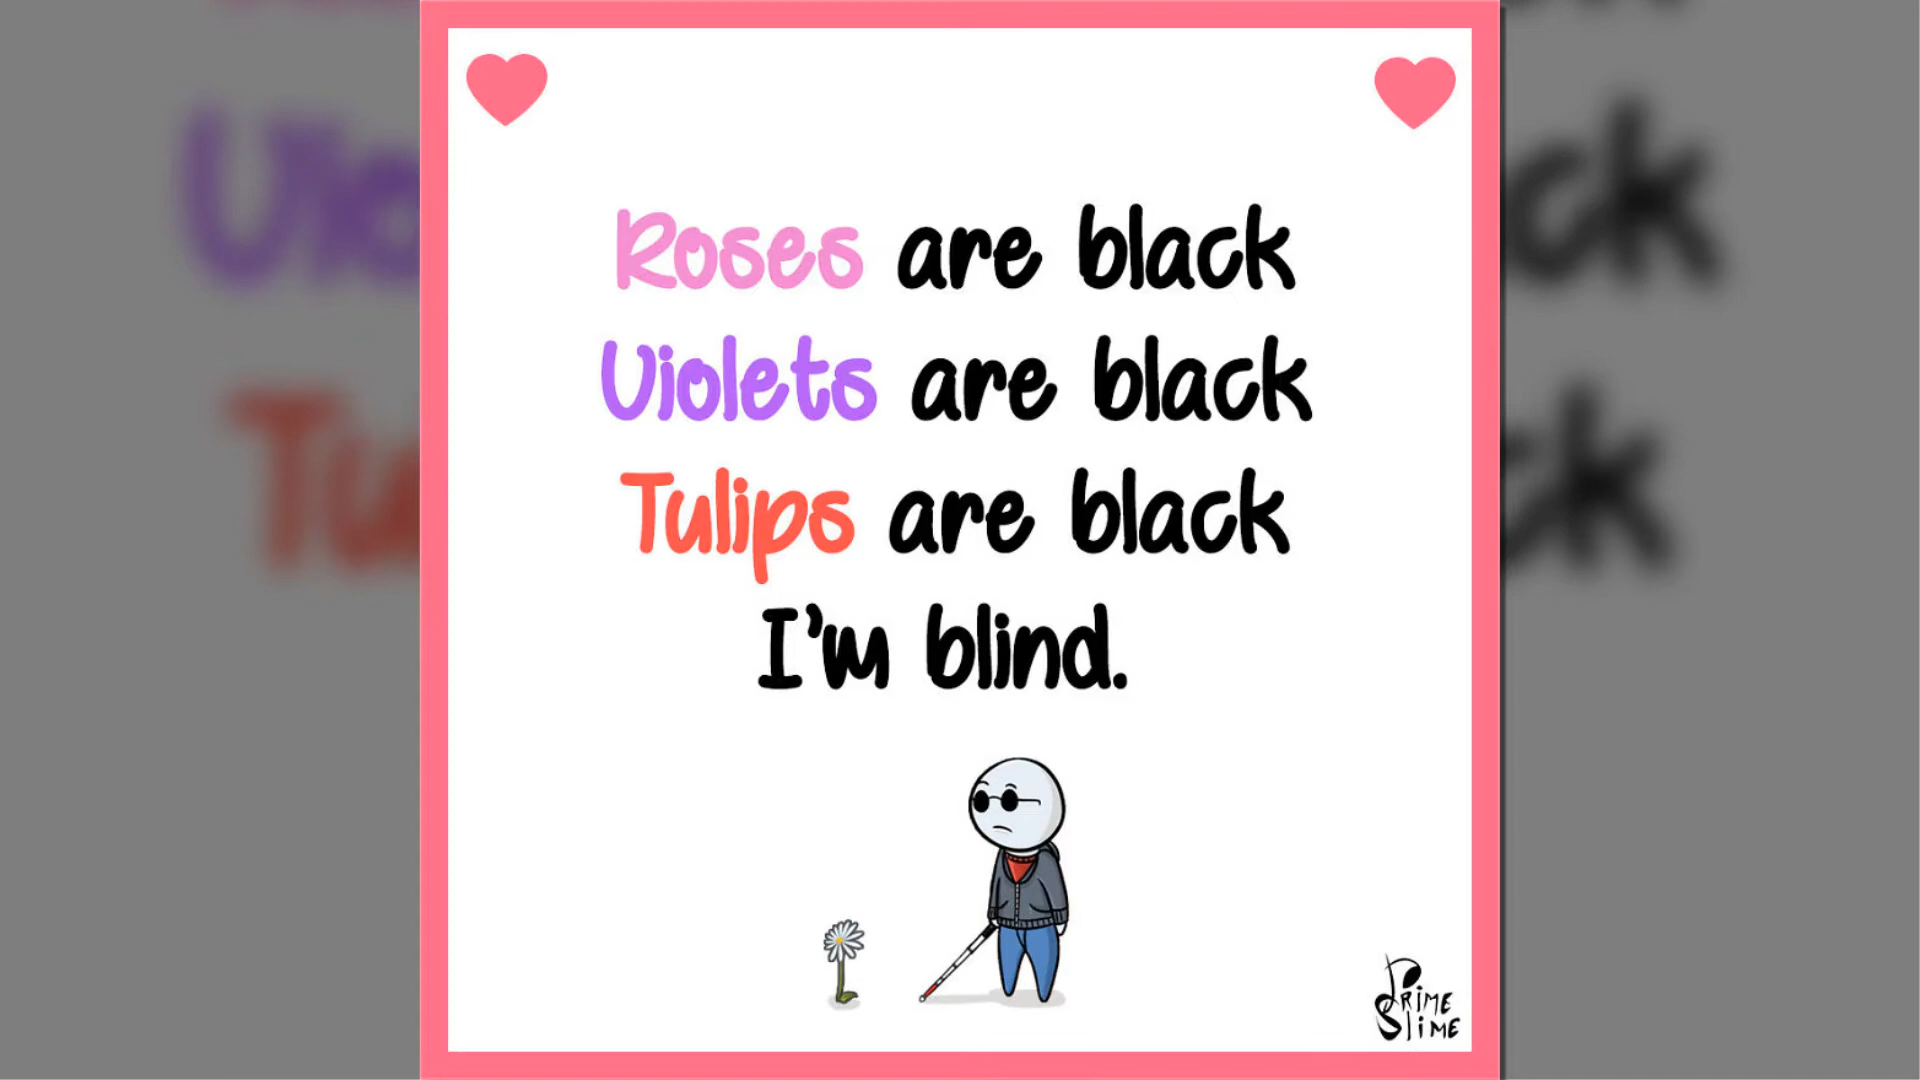 Roses are black
Violets are black
Tulips are black
I'm blind.
PRiME
SliME